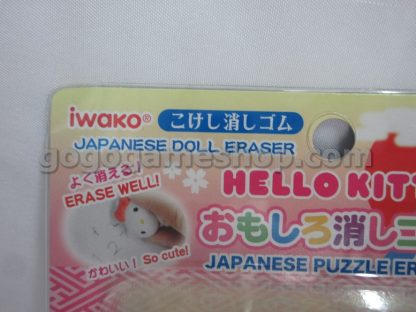 iwako® こけし消しゴム
JAPANESE DOLL ERASER
gogogameshop.com
よく消える!
ERASE WELL!
HELLO KITT
おもしろ消しゴ
かわいい! So cute!
JAPANESE PUZZLE ER